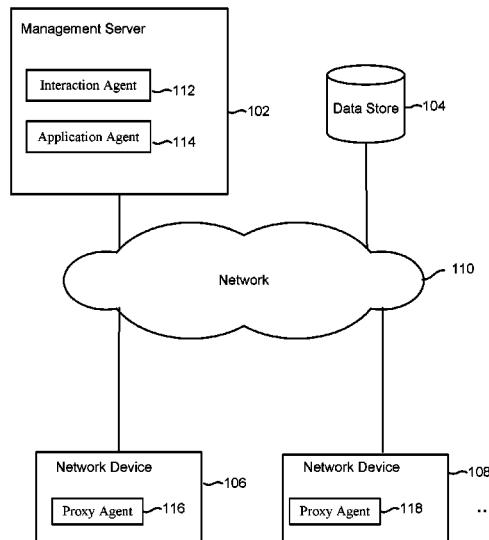 Management Server
Interaction Agent
112
102
Application Agent
114
Data Store
104
Network
110
Network Device
106
Proxy Agent
116
Network Device
108
Proxy Agent
118
..